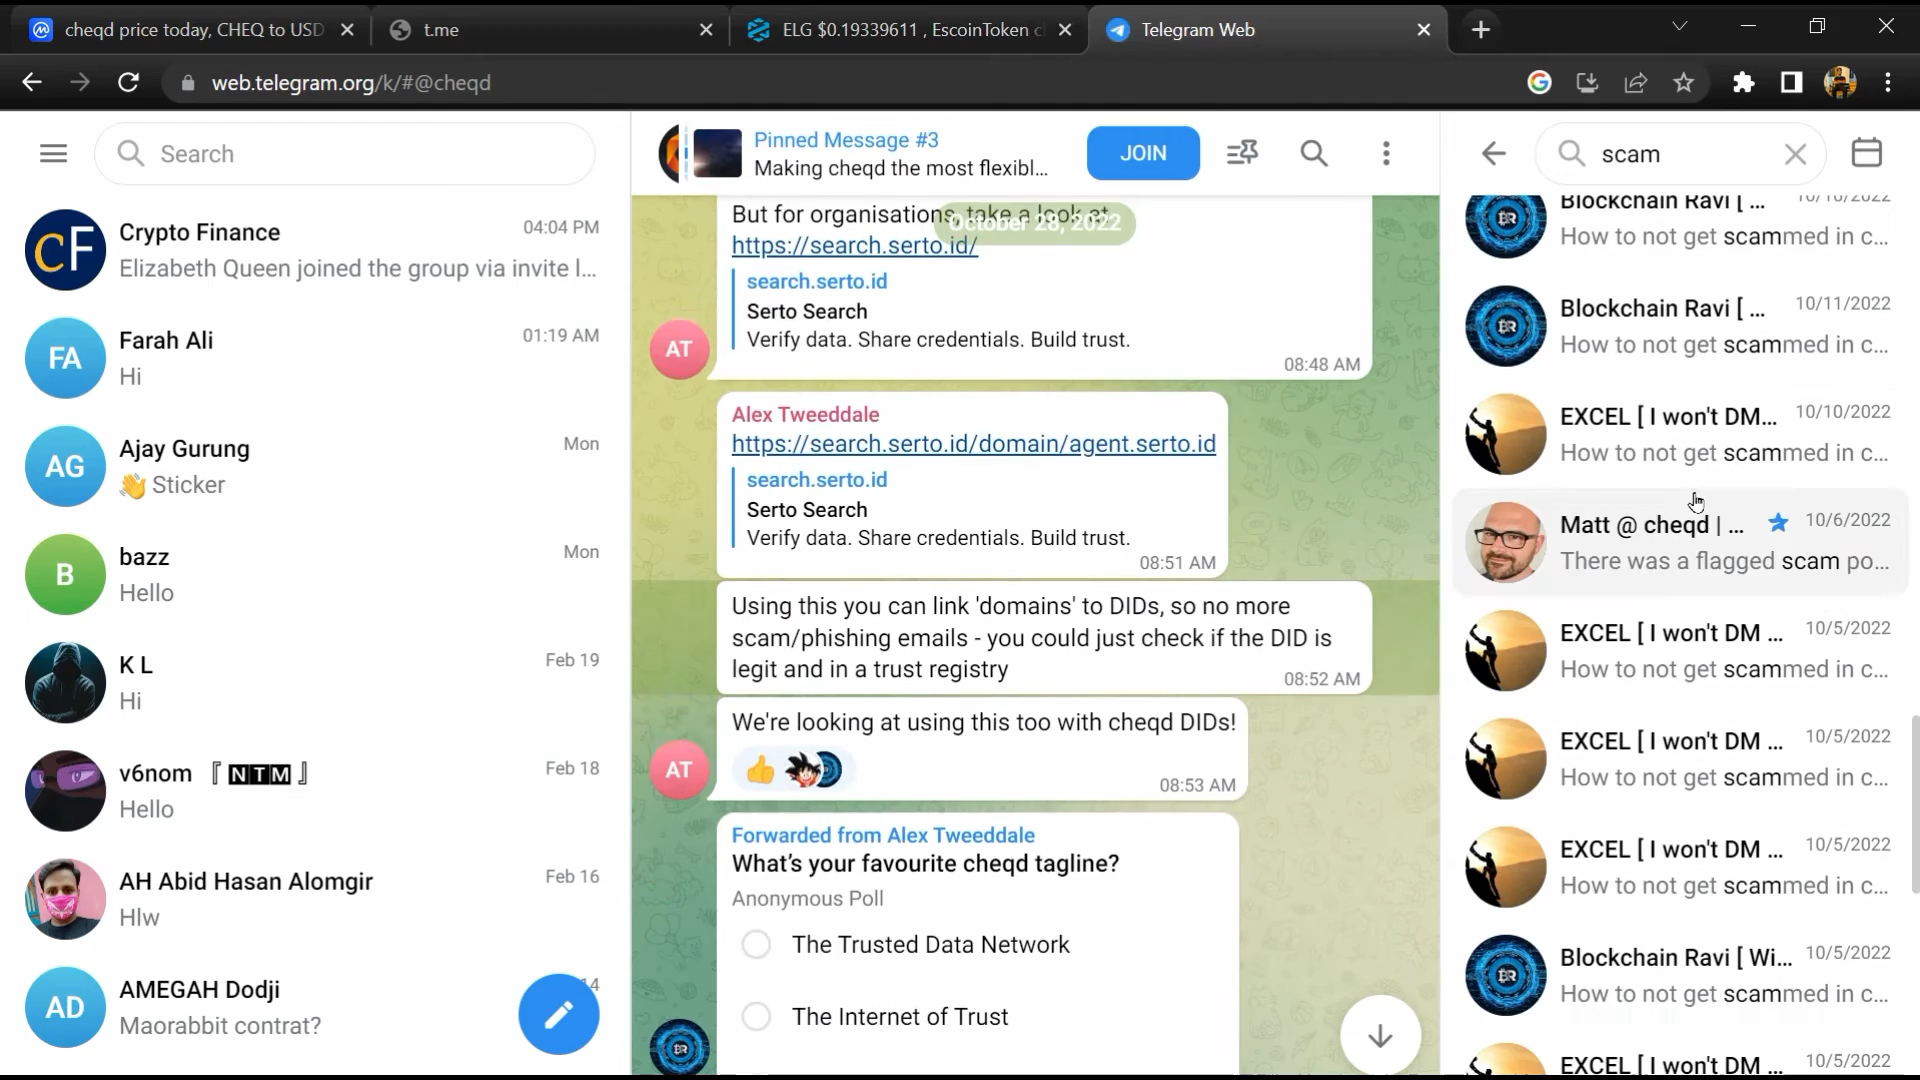 cheqd price today, CHEQ to USD
t.me
ELG $0.19339611 , EscoinToken c
Telegram Web
web.telegram.org/k/#@cheqd
Search
CF
Crypto Finance
04:04 PM
Elizabeth Queen joined the group via invite l...
FA
Farah Ali
01:19 AM
Hi
AG
Ajay Gurung
Mon
👋 Sticker
B
bazz
Mon
Hello
K L
Feb 19
Hi
v6nom 『🅽🆃🅼』
Feb 18
Hello
AH Abid Hasan Alomgir
Feb 16
Hlw
AD
AMEGAH Dodji
14
Maorabbit contrat?
Pinned Message #3
Making cheqd the most flexibl...
JOIN
October 28, 2022
But for organisations, take a look at
https://search.serto.id/
search.serto.id
Serto Search
Verify data. Share credentials. Build trust.
08:48 AM
AT
Alex Tweeddale
https://search.serto.id/domain/agent.serto.id
search.serto.id
Serto Search
Verify data. Share credentials. Build trust.
08:51 AM
Using this you can link 'domains' to DIDs, so no more
scam/phishing emails - you could just check if the DID is
legit and in a trust registry
08:52 AM
We're looking at using this too with cheqd DIDs!
08:53 AM
AT
Forwarded from Alex Tweeddale
What's your favourite cheqd tagline?
Anonymous Poll
The Trusted Data Network
The Internet of Trust
BR
scam
BR
Blockchain Ravi [ ...
10/10/2022
How to not get scammed in c...
BR
Blockchain Ravi [ ...
10/11/2022
How to not get scammed in c...
EXCEL [ I won't DM...
10/10/2022
How to not get scammed in c...
Matt @ cheqd | ...
10/6/2022
There was a flagged scam po...
EXCEL [ I won't DM ...
10/5/2022
How to not get scammed in c...
EXCEL [ I won't DM ...
10/5/2022
How to not get scammed in c...
EXCEL [ I won't DM ...
10/5/2022
How to not get scammed in c...
BR
Blockchain Ravi [ Wi...
10/5/2022
How to not get scammed in c...
EXCEL [ I won't DM ...
10/5/2022